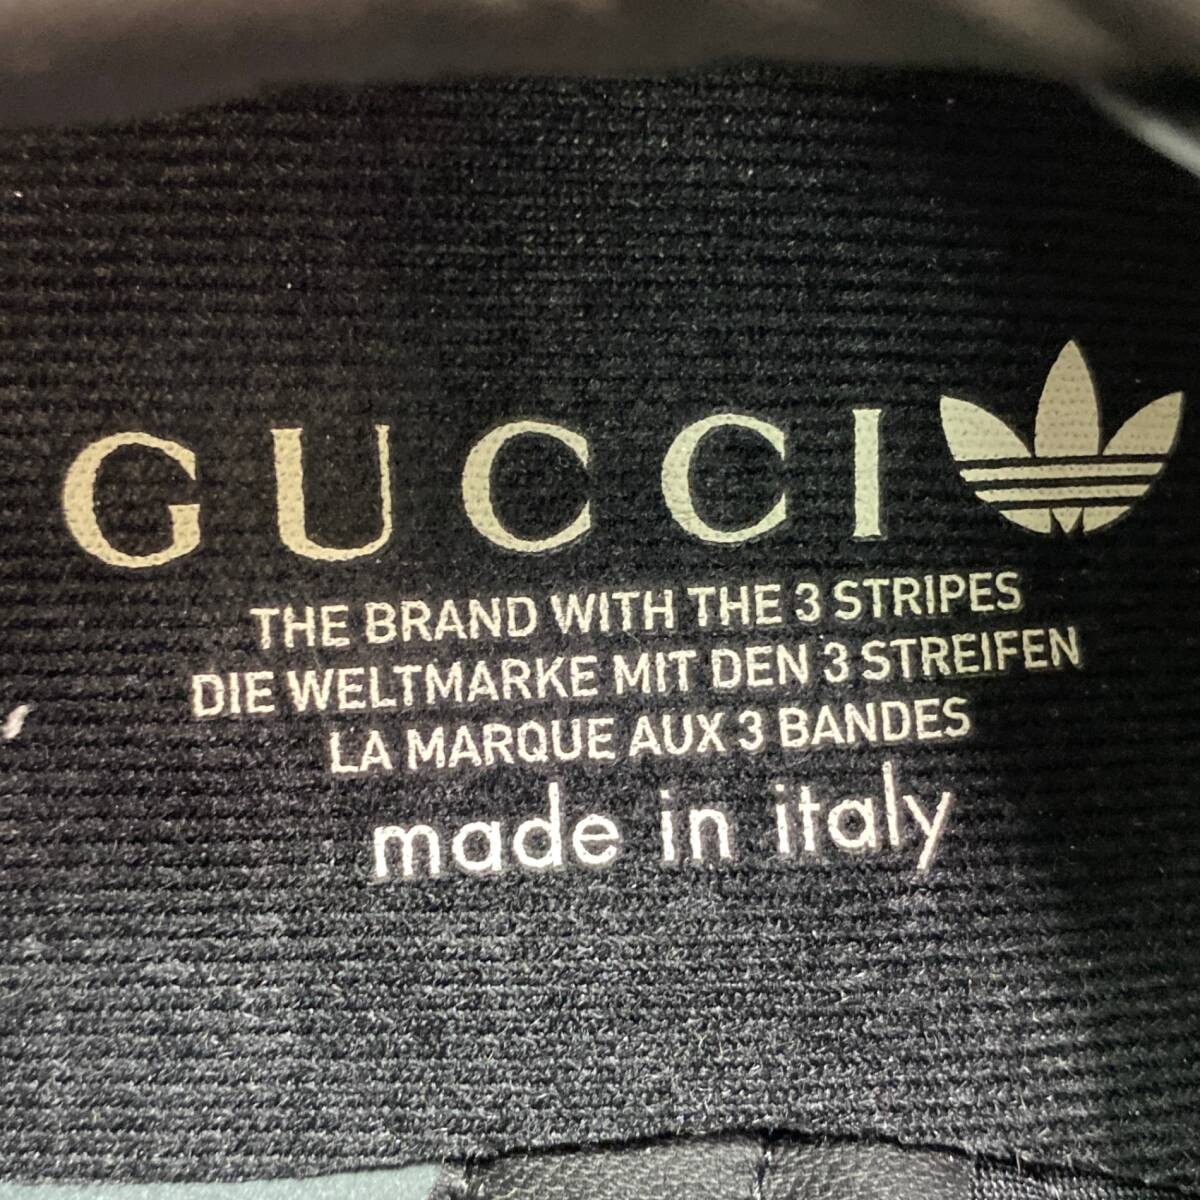 GUCCI
THE BRAND WITH THE 3 STRIPES
DIE WELTMARKE MIT DEN 3 STREIFEN
LA MARQUE AUX 3 BANDES
made in italy